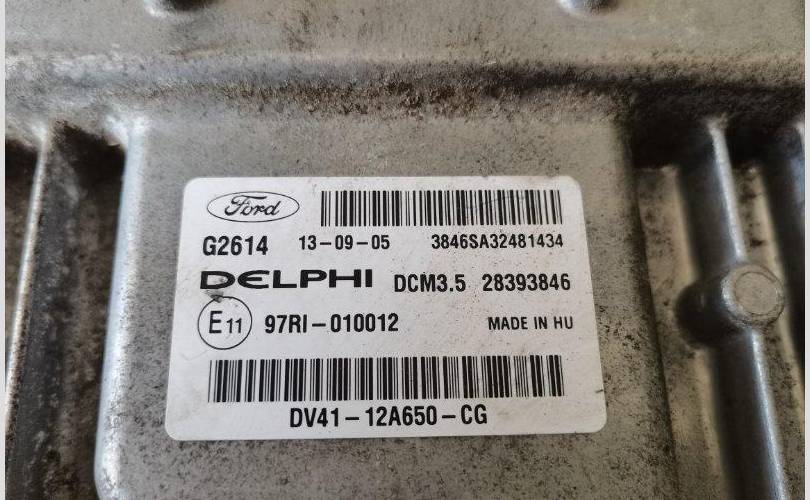 Ford
G2614 13-09-05 3846SA32481434
DELPHI DCM3.5 28393846
E11 97RI-010012 MADE IN HU
DV41-12A650-CG